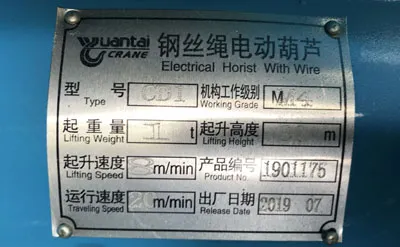 Yuantai CRANE 钢丝绳电动葫芦
Electrical Horist With Wire
型 号 CD1 机构工作级别 M
Type Working Grade
起重量 1 t 起升高度 m
Lifting Weight Lifting Height
起升速度 8 m/min 产品编号 1901175
Lifting Speed Product No.
运行速度 20 m/min 出厂日期 2019 07
Traveling Speed Release Date